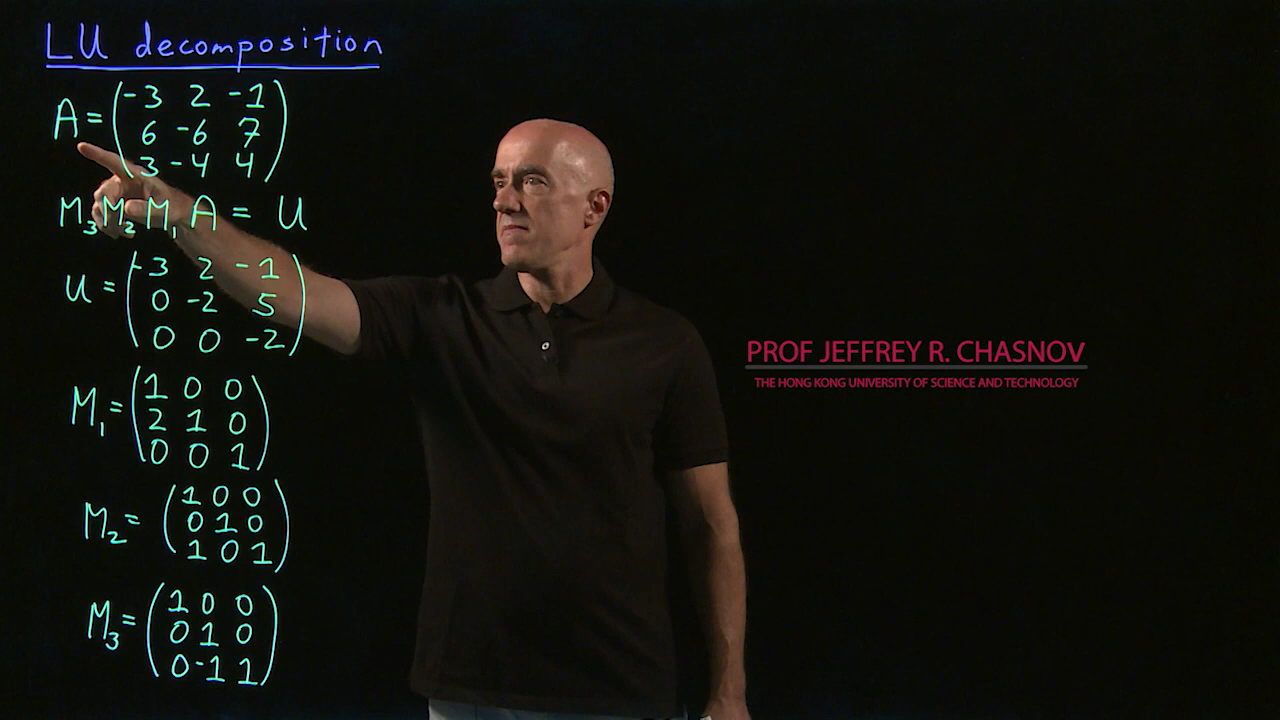 LU decomposition
A = (-3 2 -1
6 -6 7
3 -4 4)
M₃M₂M₁A = U
U = (-3 2 -1
0 -2 5
0 0 -2)
M₁ = (1 0 0
2 1 0
0 0 1)
M₂ = (1 0 0
0 1 0
1 0 1)
M₃ = (1 0 0
0 1 0
0 -1 1)
PROF JEFFREY R. CHASNOV
THE HONG KONG UNIVERSITY OF SCIENCE AND TECHNOLOGY